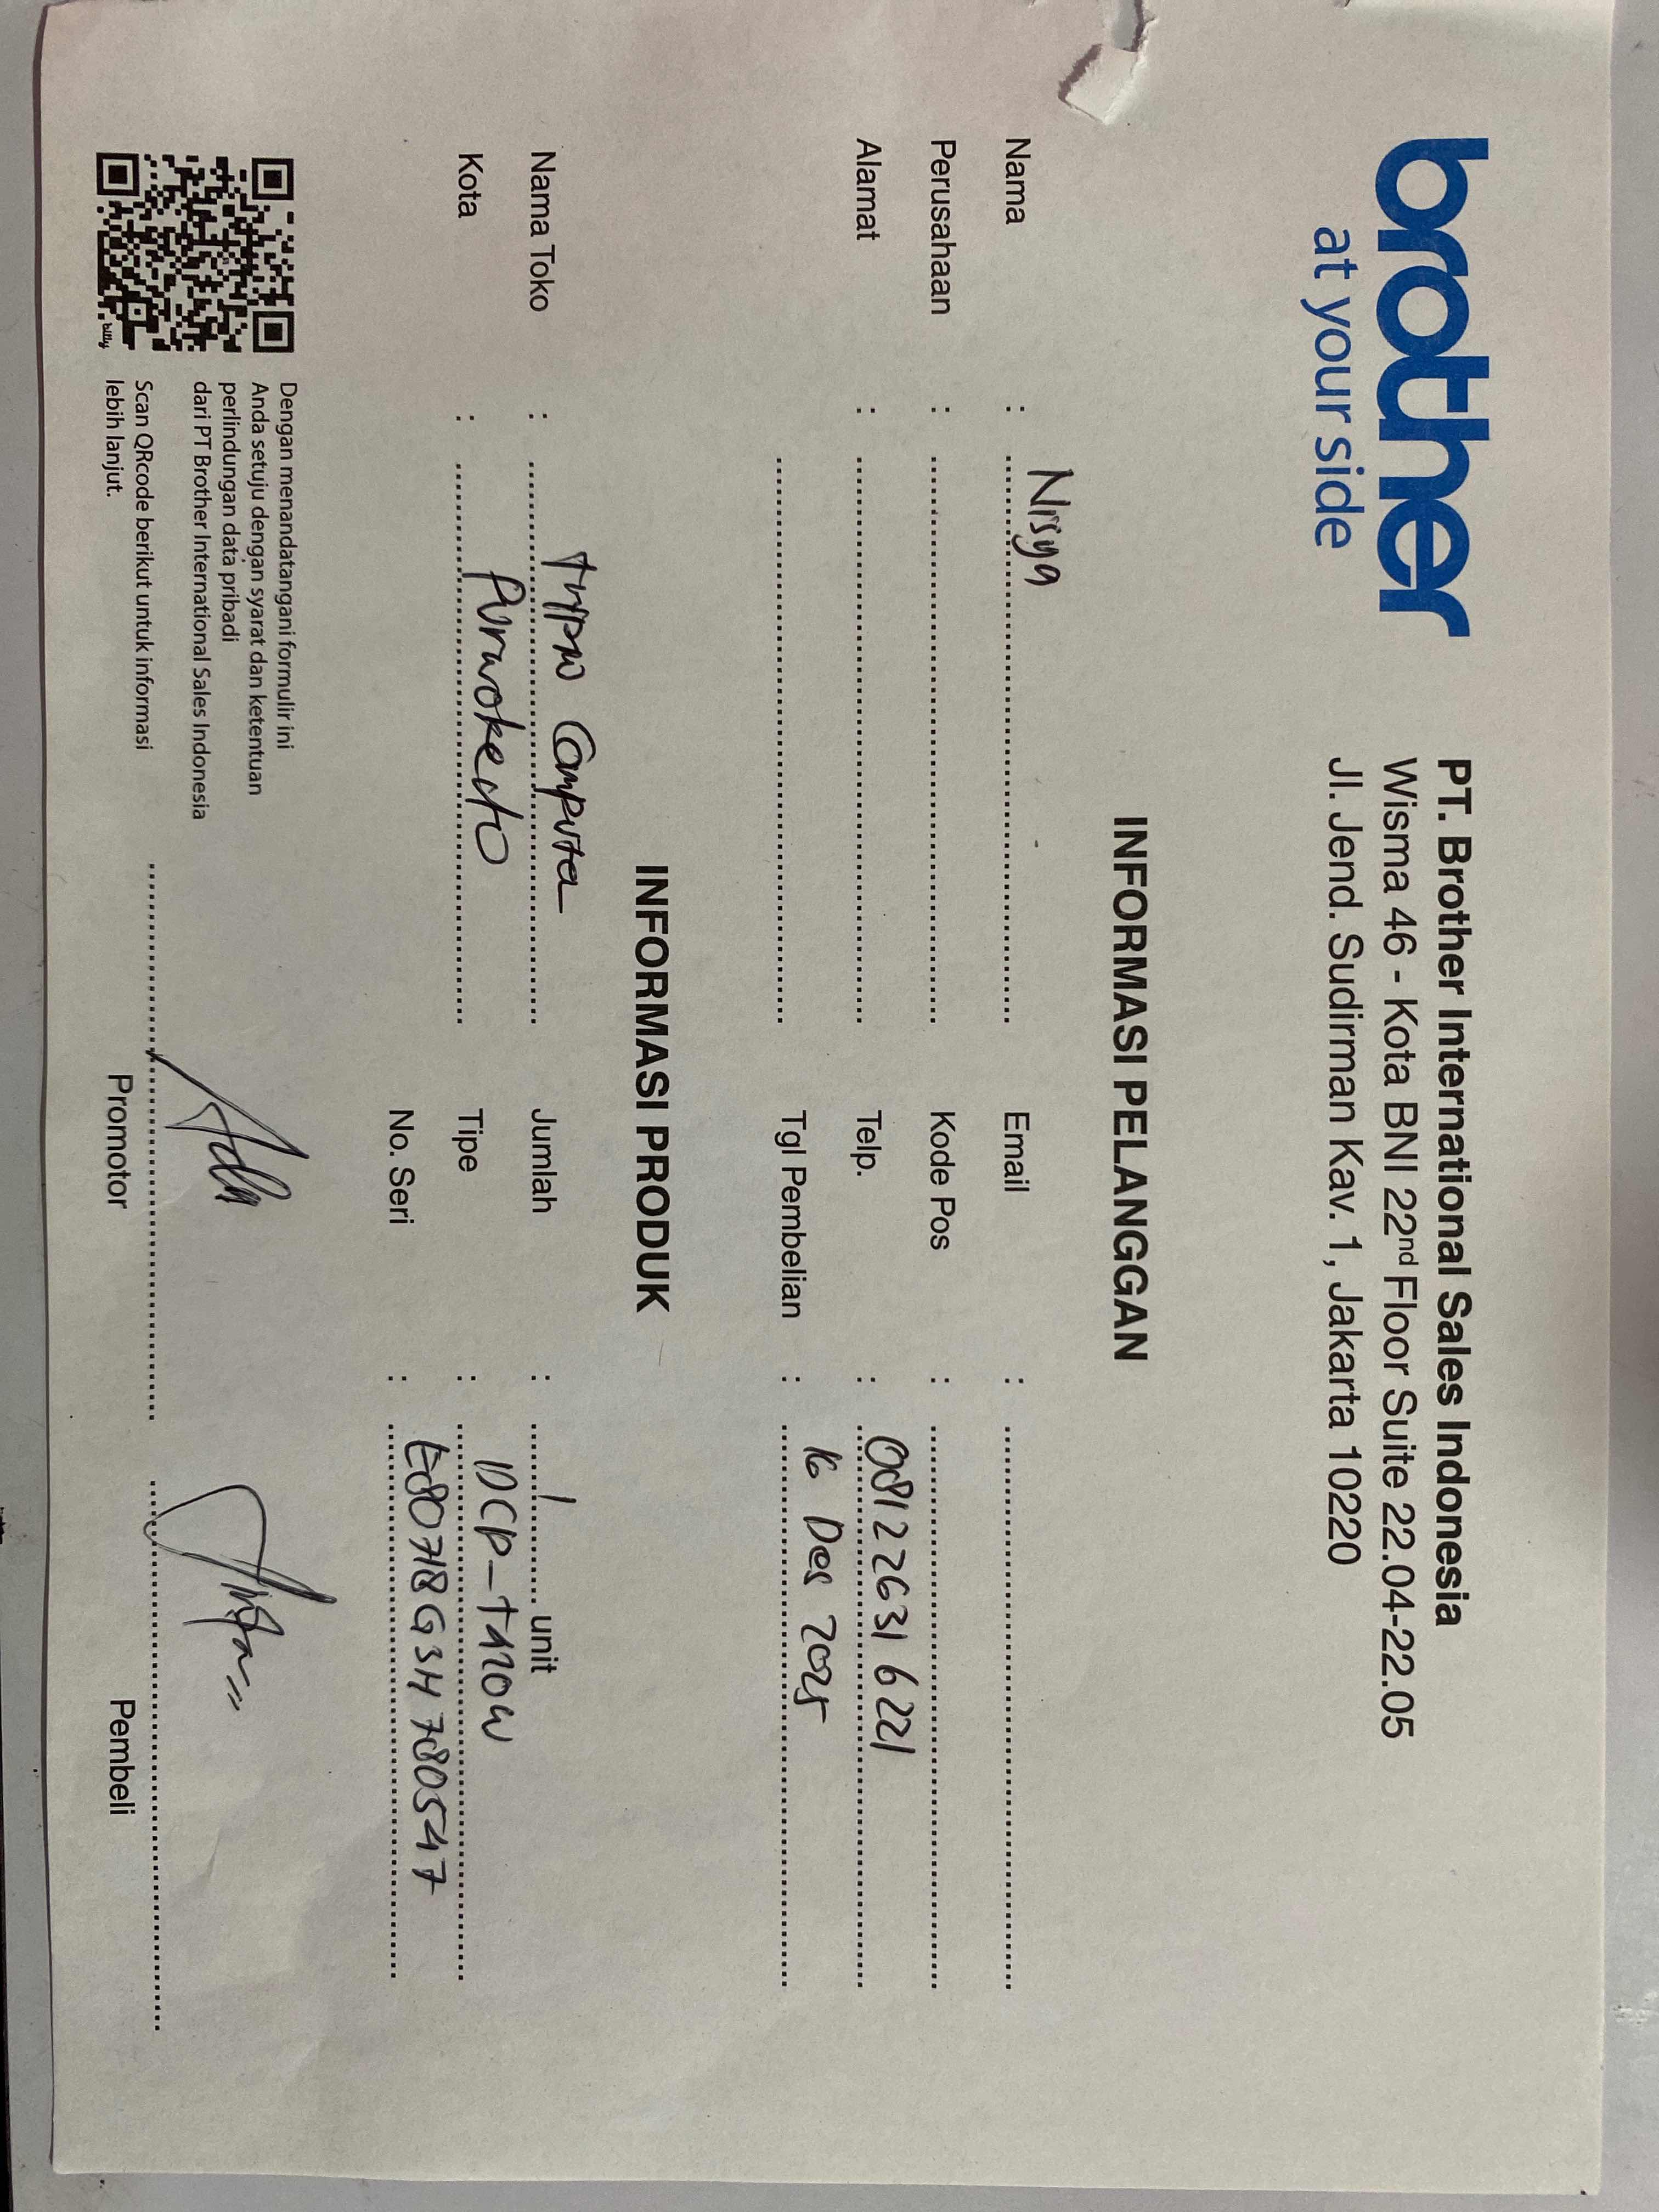 brother
at your side
PT. Brother International Sales Indonesia
Wisma 46 - Kota BNI 22nd Floor Suite 22.04-22.05
Jl. Jend. Sudirman Kav. 1, Jakarta 10220
INFORMASI PELANGGAN
Nama : Nisya
Email :
Perusahaan :
Kode Pos :
Alamat :
Telp. : 081226316221
Tgl Pembelian : 16 Des 2025
INFORMASI PRODUK
Nama Toko : Computer
Jumlah : 1 unit
Kota : Purwokerto
Tipe : DCP-T420W
No. Seri : E80718G3H780547
Dengan menandatangani formulir ini
Anda setuju dengan syarat dan ketentuan
perlindungan data pribadi
dari PT Brother International Sales Indonesia
Scan QRcode berikut untuk informasi
lebih lanjut.
bitly
Promotor
Pembeli